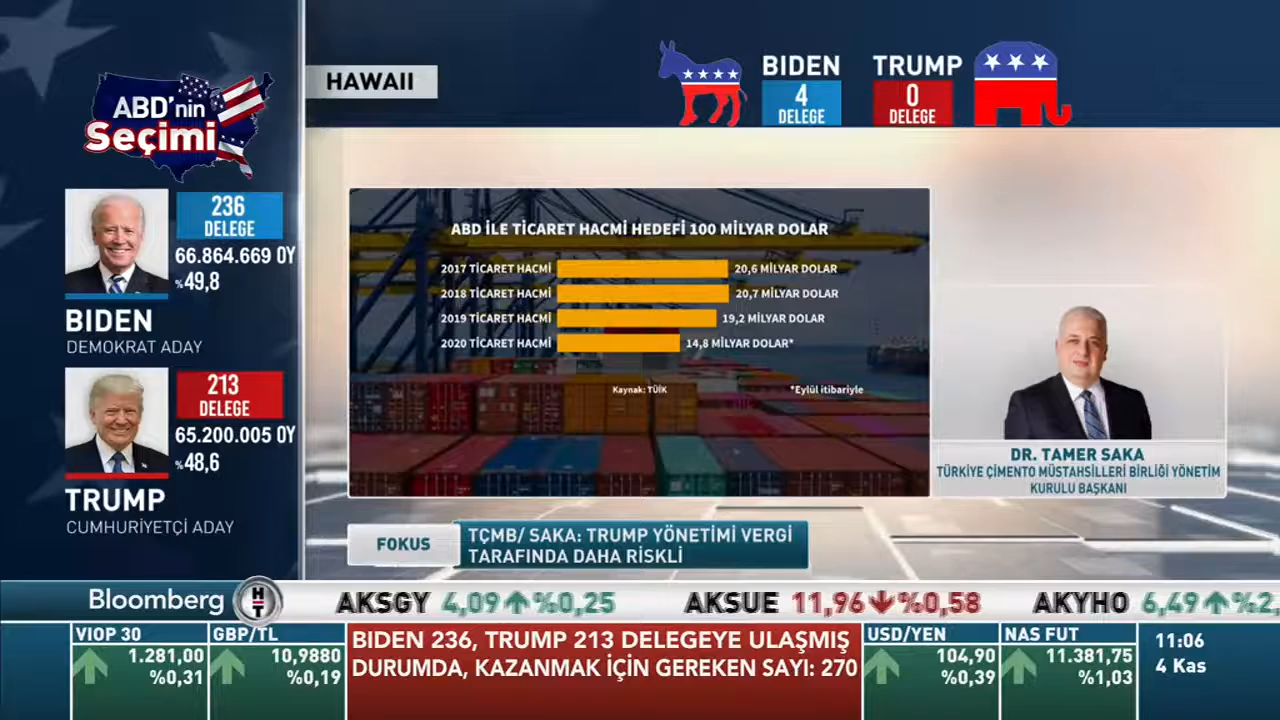 HAWAII
BIDEN
4
DELEGE
TRUMP
0
DELEGE
ABD'nin
Seçimi
236
DELEGE
66.864.669 OY
%49,8
BIDEN
DEMOKRAT ADAY
213
DELEGE
65.200.005 OY
%48,6
TRUMP
CUMHURİYETÇİ ADAY
ABD İLE TİCARET HACMİ HEDEFİ 100 MİLYAR DOLAR
2017 TİCARET HACMİ 20,6 MİLYAR DOLAR
2018 TİCARET HACMİ 20,7 MİLYAR DOLAR
2019 TİCARET HACMİ 19,2 MİLYAR DOLAR
2020 TİCARET HACMİ 14,8 MİLYAR DOLAR*
Kaynak: TÜİK *Eylül itibariyle
DR. TAMER SAKA
TÜRKİYE ÇİMENTO MÜSTAHSİLLERİ BİRLİĞİ YÖNETİM
KURULU BAŞKANI
FOKUS
TÇMB/ SAKA: TRUMP YÖNETİMİ VERGİ
TARAFINDA DAHA RİSKLİ
Bloomberg HT AKSGY 4,09 %0,25 AKSUE 11,96 %0,58 AKYHO 6,49 %2,
VIOP 30
1.281,00
%0,31
GBP/TL
10,9880
%0,19
BIDEN 236, TRUMP 213 DELEGEYE ULAŞMIŞ
DURUMDA, KAZANMAK İÇİN GEREKEN SAYI: 270
USD/YEN
104,90
%0,39
NAS FUT
11.381,75
%1,03
11:06
4 Kas